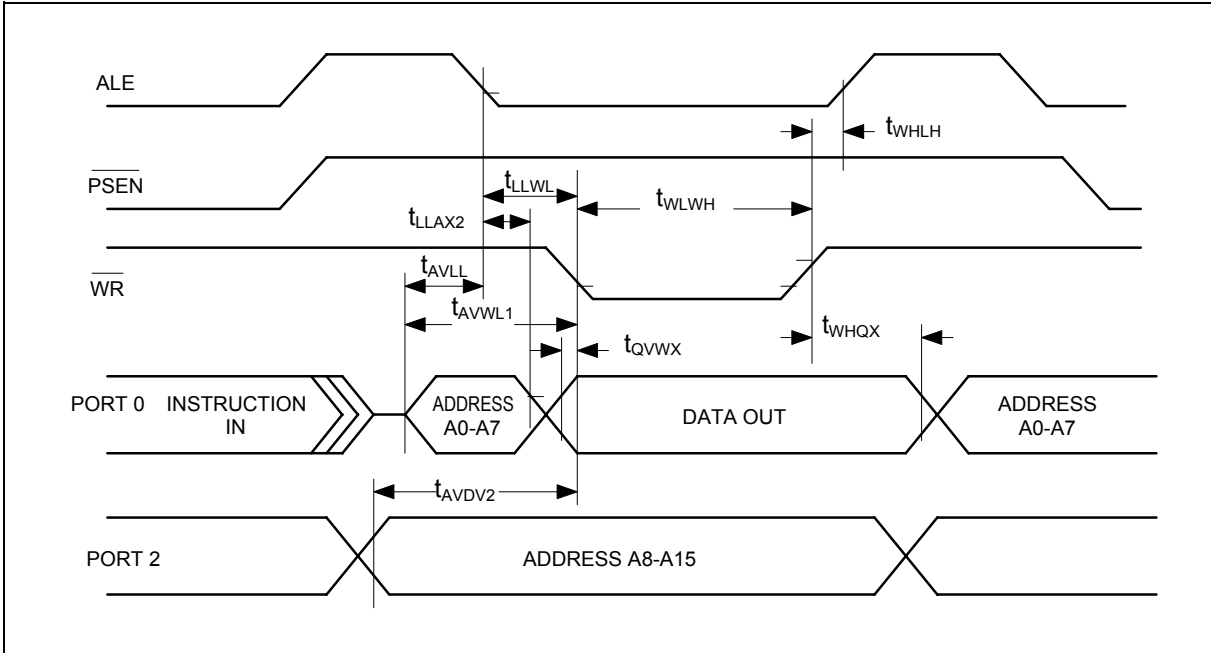 ALE
tWHLH
PSEN
tLLWL
tWLWH
tLLAX2
WR
tAVLL
tAVWL1
tWHQX
tQVWX
PORT 0
INSTRUCTION
IN
ADDRESS
A0-A7
DATA OUT
ADDRESS
A0-A7
tAVDV2
PORT 2
ADDRESS A8-A15